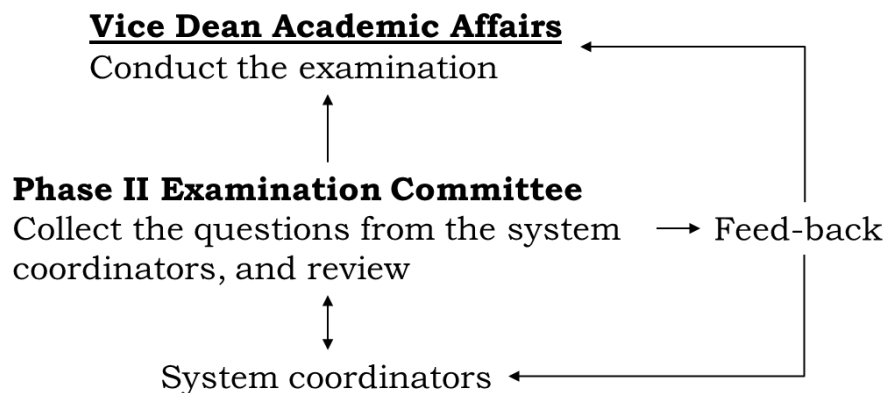 Vice Dean Academic Affairs
Conduct the examination
Phase II Examination Committee
Collect the questions from the system
coordinators, and review
Feed-back
System coordinators